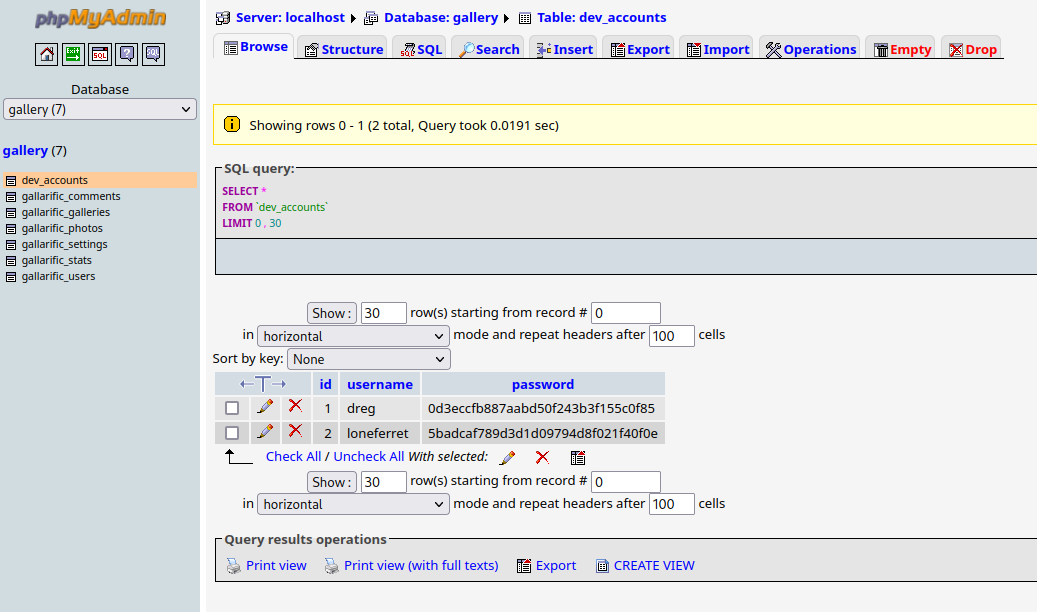 phpMyAdmin
EXIT
SQL
?
SQL
Database
gallery (7)
gallery (7)
dev_accounts
gallarific_comments
gallarific_galleries
gallarific_photos
gallarific_settings
gallarific_stats
gallarific_users
Server: localhost Database: gallery Table: dev_accounts
Browse Structure SQL Search Insert Export Import Operations Empty Drop
Showing rows 0 - 1 (2 total, Query took 0.0191 sec)
SQL query:
SELECT *
FROM `dev_accounts`
LIMIT 0 , 30
Show : 30 row(s) starting from record # 0
in horizontal mode and repeat headers after 100 cells
Sort by key: None
←T→ id username password
1 dreg 0d3eccfb887aabd50f243b3f155c0f85
2 loneferret 5badcaf789d3d1d09794d8f021f40f0e
Check All / Uncheck All With selected:
Show : 30 row(s) starting from record # 0
in horizontal mode and repeat headers after 100 cells
Query results operations
Print view Print view (with full texts) Export CREATE VIEW